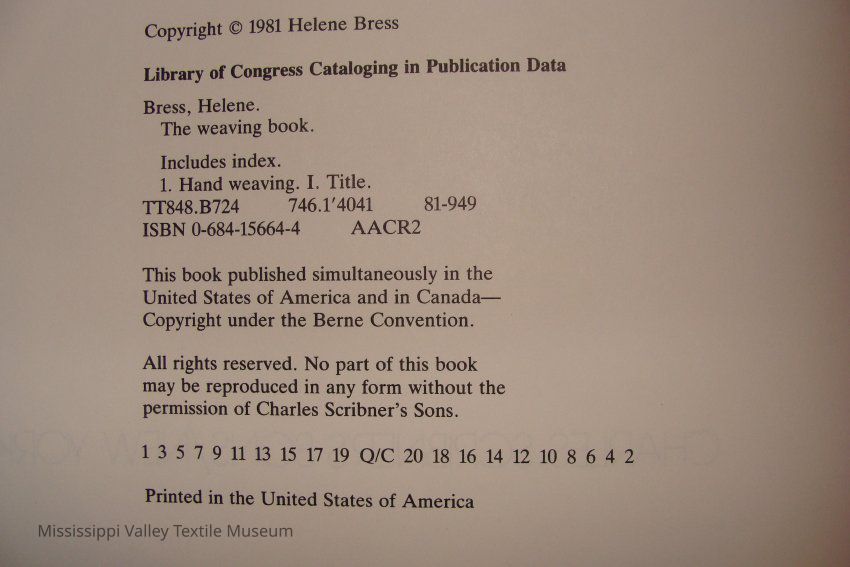 Copyright © 1981 Helene Bress
Library of Congress Cataloging in Publication Data
Bress, Helene.
The weaving book.
Includes index.
1. Hand weaving. I. Title.
TT848.B724 746.1'4041 81-949
ISBN 0-684-15664-4 AACR2
This book published simultaneously in the
United States of America and in Canada—
Copyright under the Berne Convention.
All rights reserved. No part of this book
may be reproduced in any form without the
permission of Charles Scribner's Sons.
1 3 5 7 9 11 13 15 17 19 Q/C 20 18 16 14 12 10 8 6 4 2
Printed in the United States of America
Mississippi Valley Textile Museum